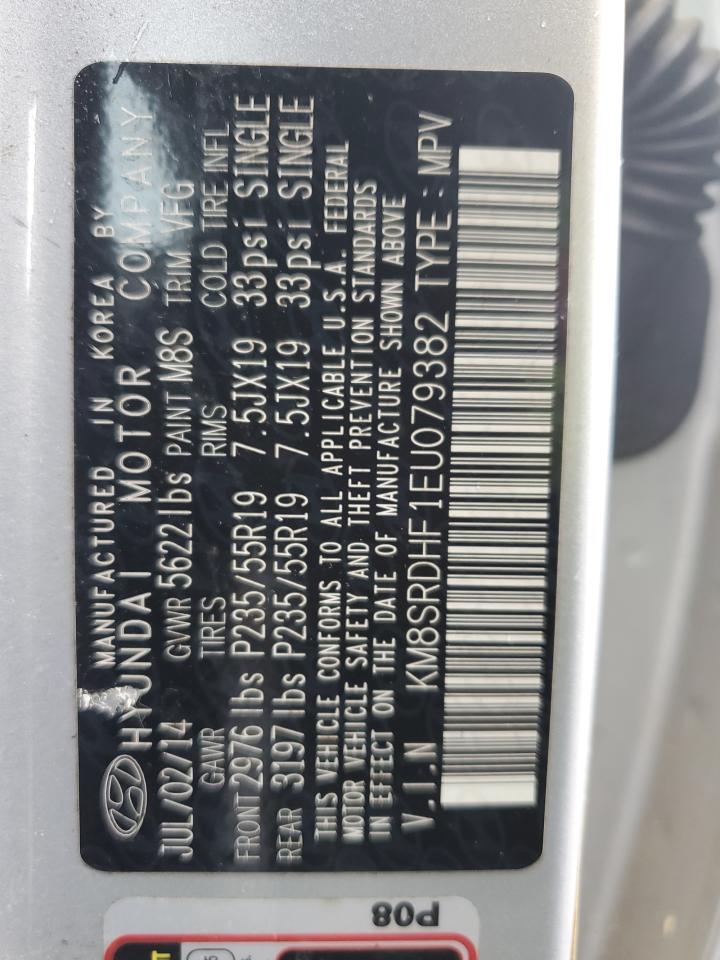 MANUFACTURED IN KOREA BY
HYUNDAI MOTOR COMPANY
JUL/02/14 GVWR 5622 lbs PAINT M8S TRIM VFG
GAWR TIRES RIMS COLD TIRE INFL
FRONT 2976 lbs P235/55R19 7.5JX19 33psi SINGLE
REAR 3197 lbs P235/55R19 7.5JX19 33psi SINGLE
THIS VEHICLE CONFORMS TO ALL APPLICABLE U.S.A. FEDERAL
MOTOR VEHICLE SAFETY AND THEFT PREVENTION STANDARDS
IN EFFECT ON THE DATE OF MANUFACTURE SHOWN ABOVE
V.I.N KM8SRDHF1EU079382 TYPE : MPV
P08